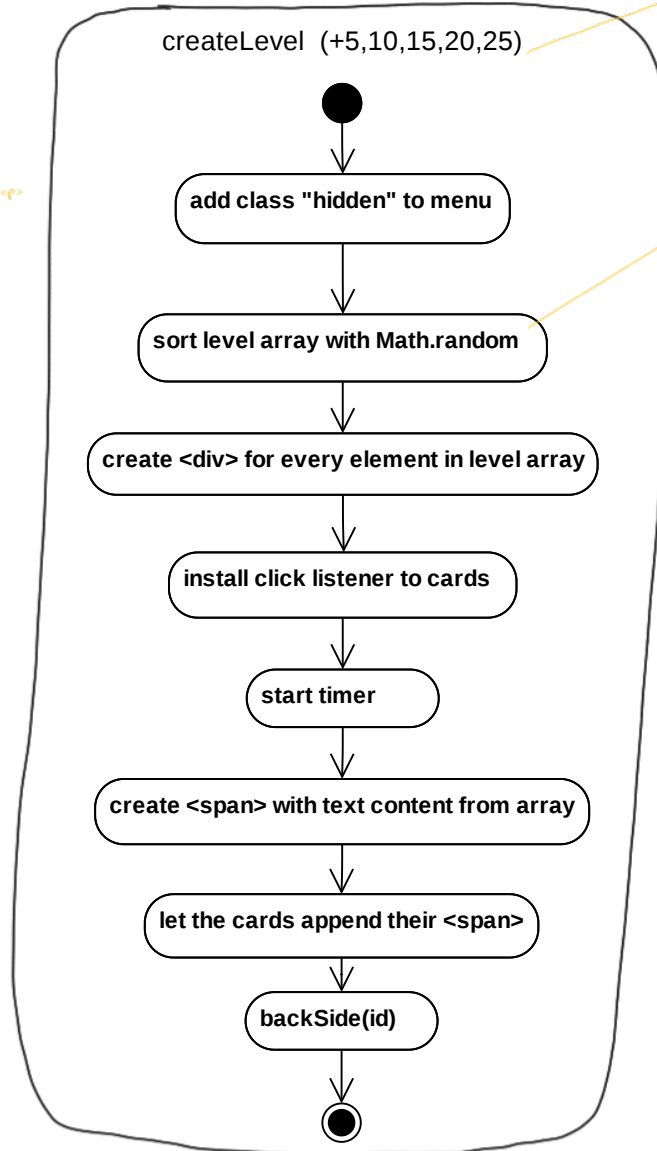 createLevel (+5,10,15,20,25)
add class "hidden" to menu
sort level array with Math.random
create <div> for every element in level array
install click listener to cards
start timer
create <span> with text content from array
let the cards append their <span>
backSide(id)